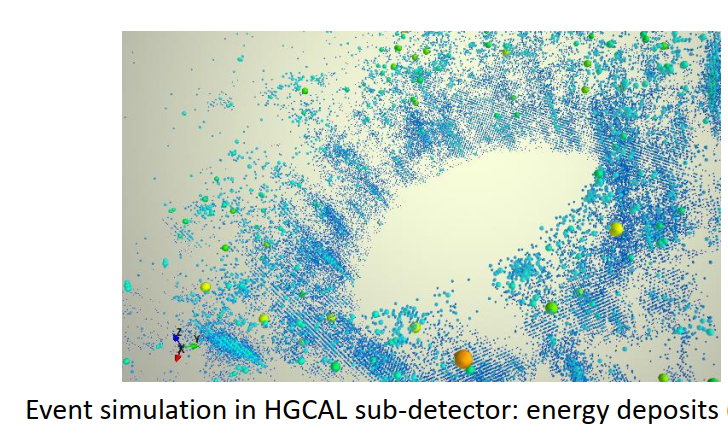 Z
Y
X
Event simulation in HGCAL sub-detector: energy deposits